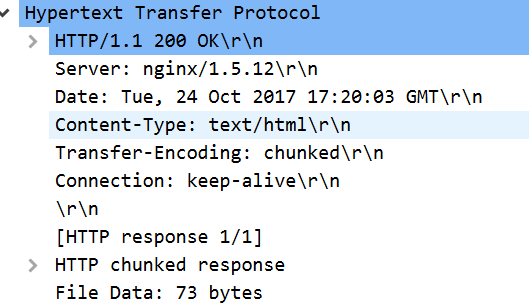 Hypertext Transfer Protocol
HTTP/1.1 200 OK\r\n
Server: nginx/1.5.12\r\n
Date: Tue, 24 Oct 2017 17:20:03 GMT\r\n
Content-Type: text/html\r\n
Transfer-Encoding: chunked\r\n
Connection: keep-alive\r\n
\r\n
[HTTP response 1/1]
HTTP chunked response
File Data: 73 bytes